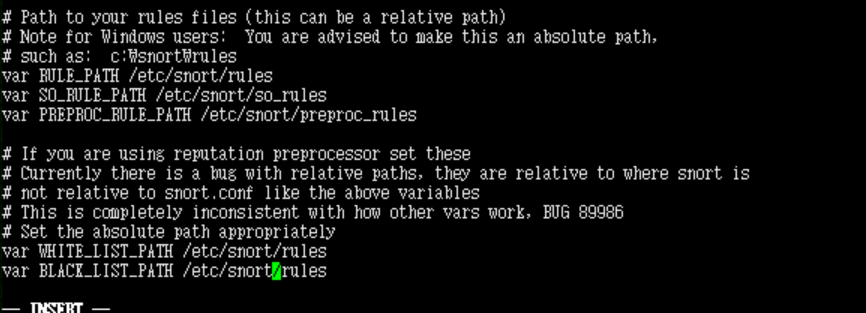 # Path to your rules files (this can be a relative path)
# Note for Windows users:  You are advised to make this an absolute path,
# such as:  c:₩snort₩rules
var RULE_PATH /etc/snort/rules
var SO_RULE_PATH /etc/snort/so_rules
var PREPROC_RULE_PATH /etc/snort/preproc_rules
# If you are using reputation preprocessor set these
# Currently there is a bug with relative paths, they are relative to where snort is
# not relative to snort.conf like the above variables
# This is completely inconsistent with how other vars work, BUG 89986
# Set the absolute path appropriately
var WHITE_LIST_PATH /etc/snort/rules
var BLACK_LIST_PATH /etc/snort/rules
-- INSERT --